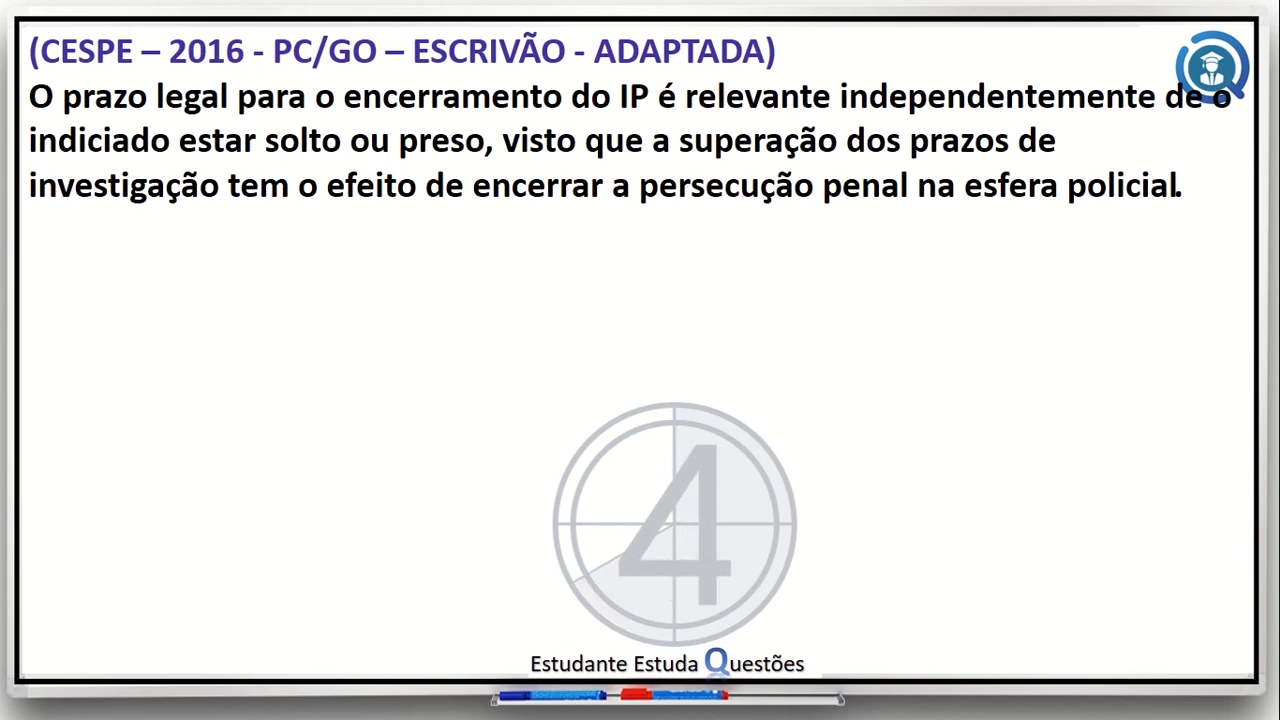 (CESPE – 2016 - PC/GO – ESCRIVÃO - ADAPTADA)
O prazo legal para o encerramento do IP é relevante independentemente de o
indiciado estar solto ou preso, visto que a superação dos prazos de
investigação tem o efeito de encerrar a persecução penal na esfera policial.
4
Estudante Estuda Questões